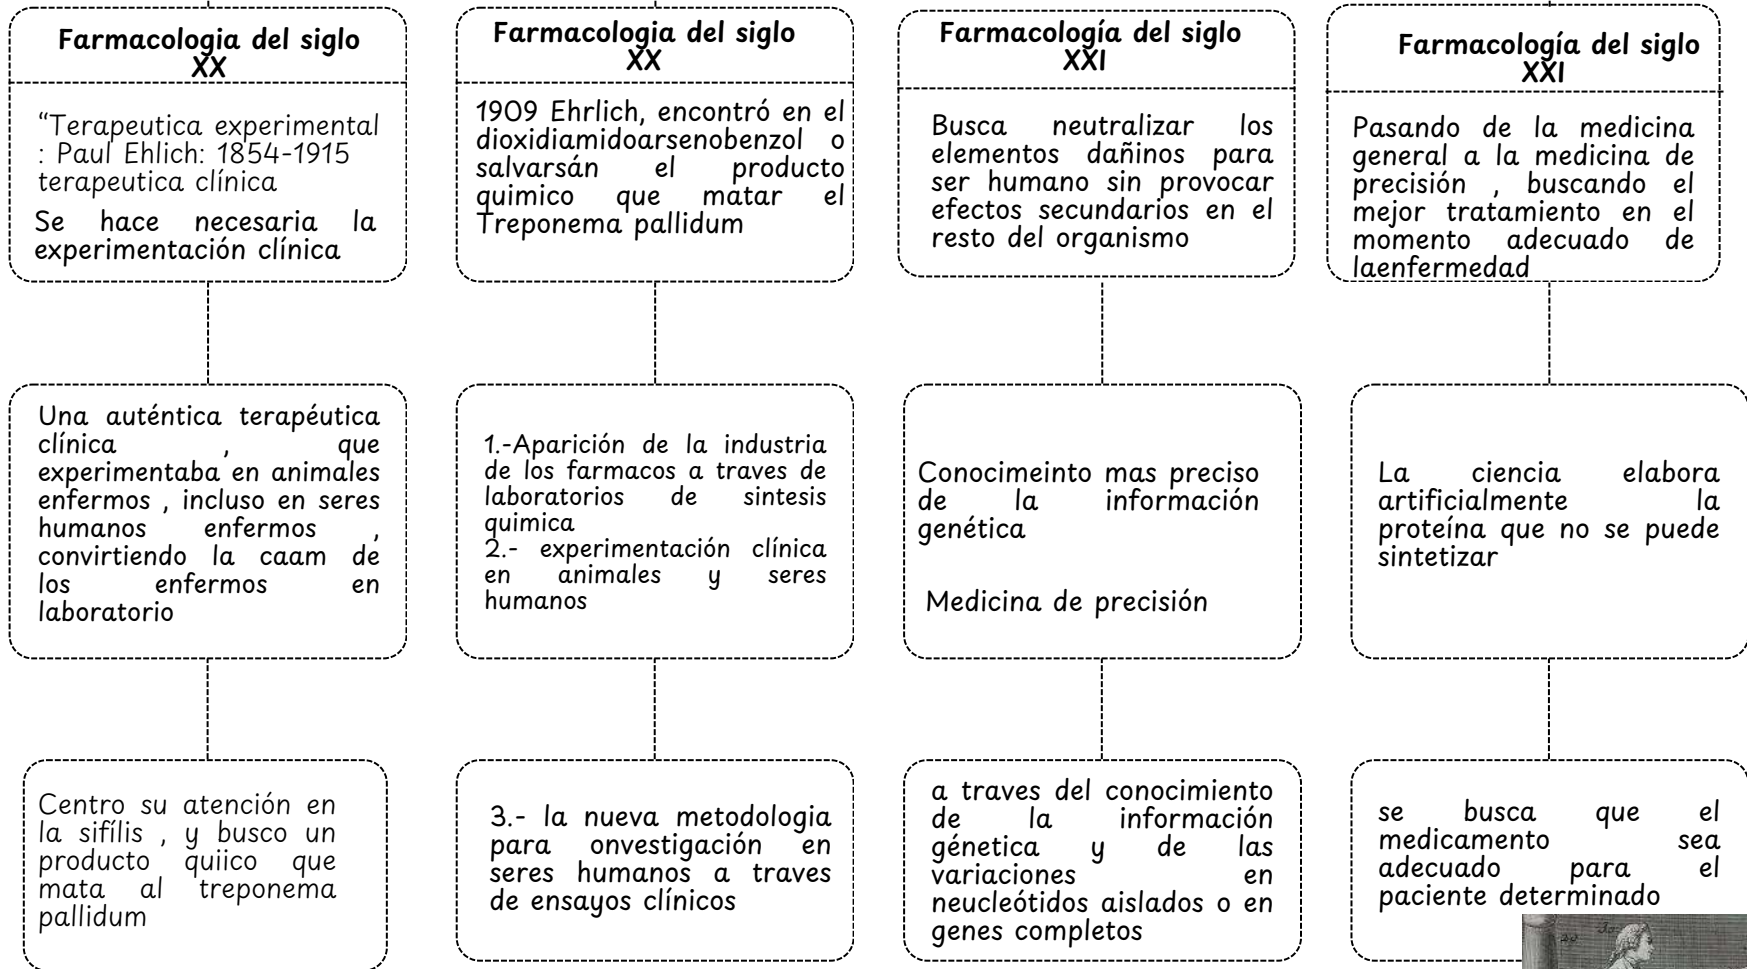 Farmacologia del siglo
XX
“Terapeutica experimental
: Paul Ehlich: 1854-1915
terapeutica clínica
Se hace necesaria la
experimentación clínica
Una auténtica terapéutica
clínica , que
experimentaba en animales
enfermos , incluso en seres
humanos enfermos ,
convirtiendo la caam de
los enfermos en
laboratorio
Centro su atención en
la sifílis , y busco un
producto quiico que
mata al treponema
pallidum
Farmacologia del siglo
XX
1909 Ehrlich, encontró en el
dioxidiamidoarsenobenzol o
salvarsán el producto
quimico que matar el
Treponema pallidum
1.-Aparición de la industria
de los farmacos a traves de
laboratorios de sintesis
quimica
2.- experimentación clínica
en animales y seres
humanos
3.- la nueva metodologia
para onvestigación en
seres humanos a traves
de ensayos clínicos
Farmacología del siglo
XXI
Busca neutralizar los
elementos dañinos para
ser humano sin provocar
efectos secundarios en el
resto del organismo
Conocimeinto mas preciso
de la información
genética
Medicina de precisión
a traves del conocimiento
de la información
génetica y de las
variaciones en
neucleótidos aislados o en
genes completos
Farmacología del siglo
XXI
Pasando de la medicina
general a la medicina de
precisión , buscando el
mejor tratamiento en el
momento adecuado de
laenfermedad
La ciencia elabora
artificialmente la
proteína que no se puede
sintetizar
se busca que el
medicamento sea
adecuado para el
paciente determinado